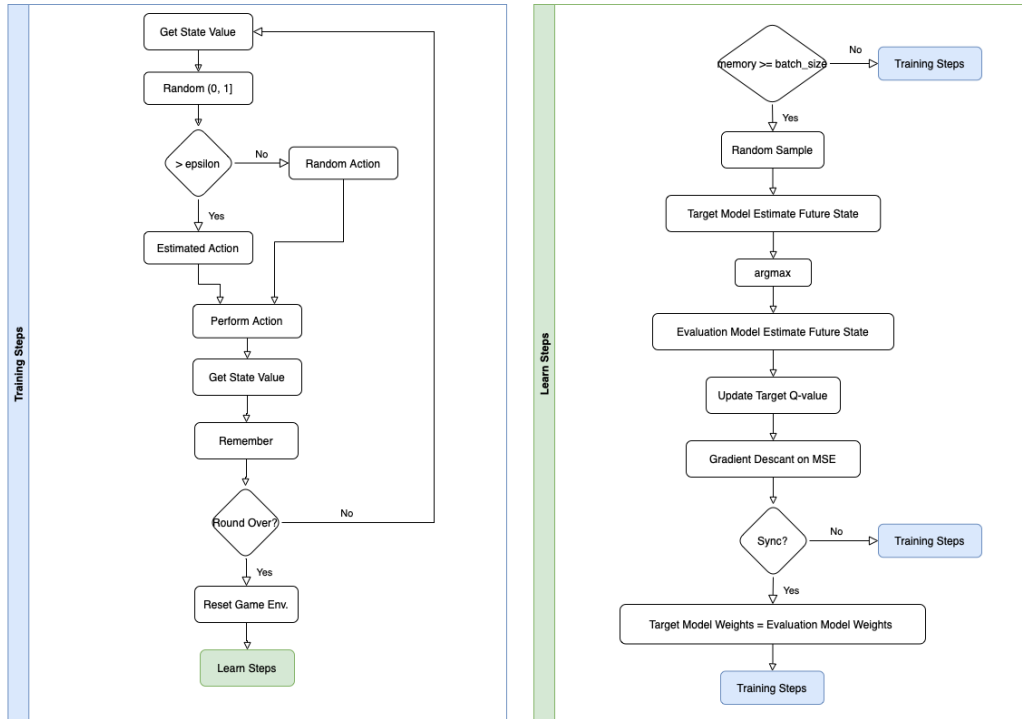 Training Steps
Get State Value
Random (0, 1]
> epsilon
No
Random Action
Yes
Estimated Action
Perform Action
Get State Value
Remember
Round Over?
No
Yes
Reset Game Env.
Learn Steps
Learn Steps
memory >= batch_size
No
Training Steps
Yes
Random Sample
Target Model Estimate Future State
argmax
Evaluation Model Estimate Future State
Update Target Q-value
Gradient Descant on MSE
Sync?
No
Training Steps
Yes
Target Model Weights = Evaluation Model Weights
Training Steps